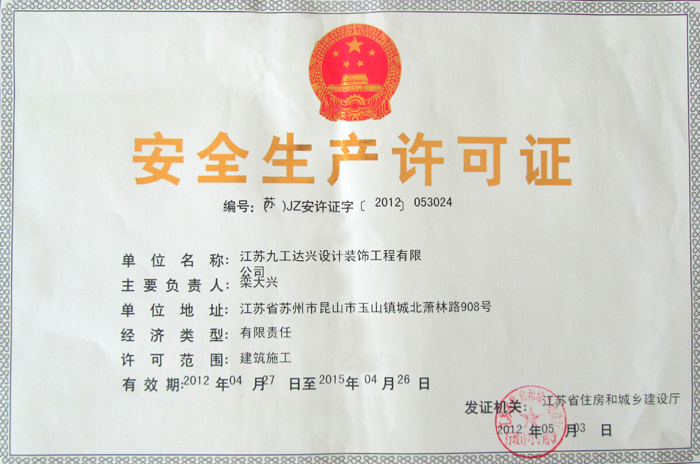 安全生产许可证
编号：(苏)JZ安许证字〔2012〕053024
单位名称：江苏九工达兴设计装饰工程有限
公司
主要负责人：栾大兴
单位地址：江苏省苏州市昆山市玉山镇城北萧林路908号
经济类型：有限责任
许可范围：建筑施工
有效期：2012年04月27日至2015年04月26日
发证机关：江苏省住房和城乡建设厅
2012年05月03日